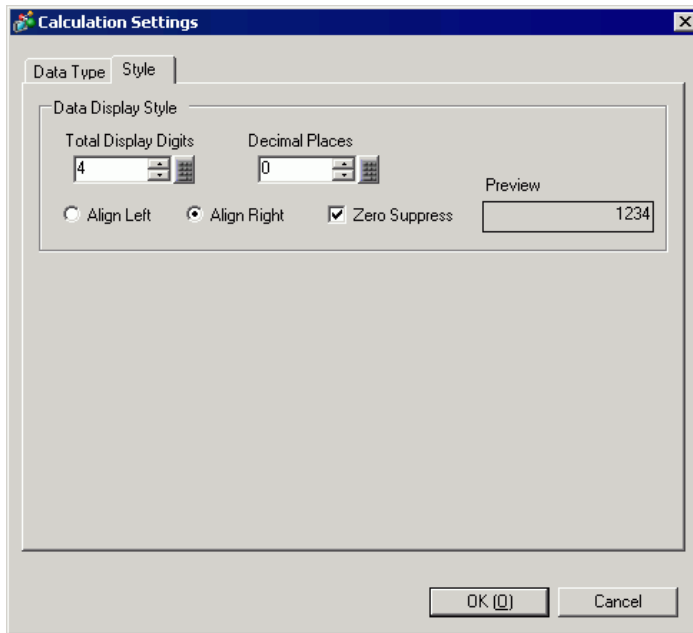 Calculation Settings
Data Type Style
Data Display Style
Total Display Digits Decimal Places
4 0
Preview
Align Left Align Right Zero Suppress 1234
OK (O) Cancel